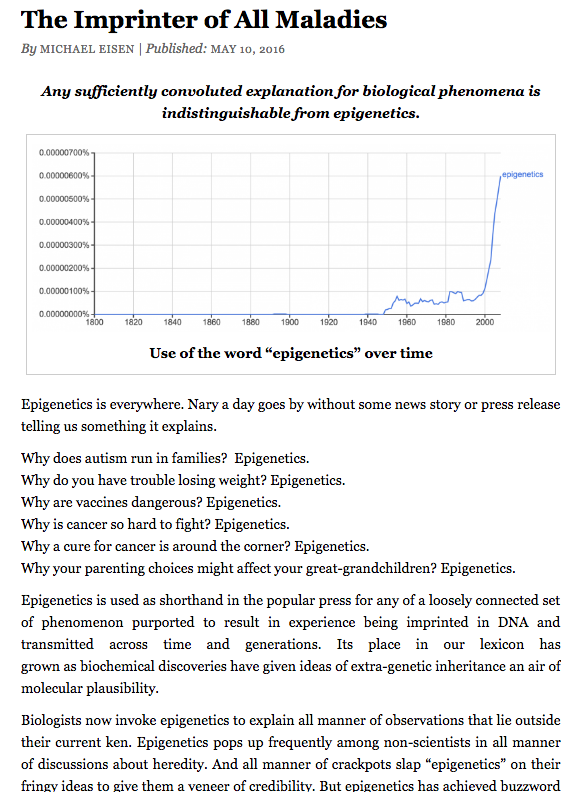 The Imprinter of All Maladies
By MICHAEL EISEN | Published: MAY 10, 2016
Any sufficiently convoluted explanation for biological phenomena is
indistinguishable from epigenetics.
0.00000700%
0.00000600%
epigenetics
0.00000500%
0.00000400%
0.00000300%
0.00000200%
0.00000100%
0.00000000%
1800 1820 1840 1860 1880 1900 1920 1940 1960 1980 2000
Use of the word “epigenetics” over time
Epigenetics is everywhere. Nary a day goes by without some news story or press release
telling us something it explains.
Why does autism run in families?  Epigenetics.
Why do you have trouble losing weight? Epigenetics.
Why are vaccines dangerous? Epigenetics.
Why is cancer so hard to fight? Epigenetics.
Why a cure for cancer is around the corner? Epigenetics.
Why your parenting choices might affect your great-grandchildren? Epigenetics.
Epigenetics is used as shorthand in the popular press for any of a loosely connected set
of phenomenon purported to result in experience being imprinted in DNA and
transmitted across time and generations. Its place in our lexicon has
grown as biochemical discoveries have given ideas of extra-genetic inheritance an air of
molecular plausibility.
Biologists now invoke epigenetics to explain all manner of observations that lie outside
their current ken. Epigenetics pops up frequently among non-scientists in all manner
of discussions about heredity. And all manner of crackpots slap “epigenetics” on their
fringy ideas to give them a veneer of credibility. But epigenetics has achieved buzzword